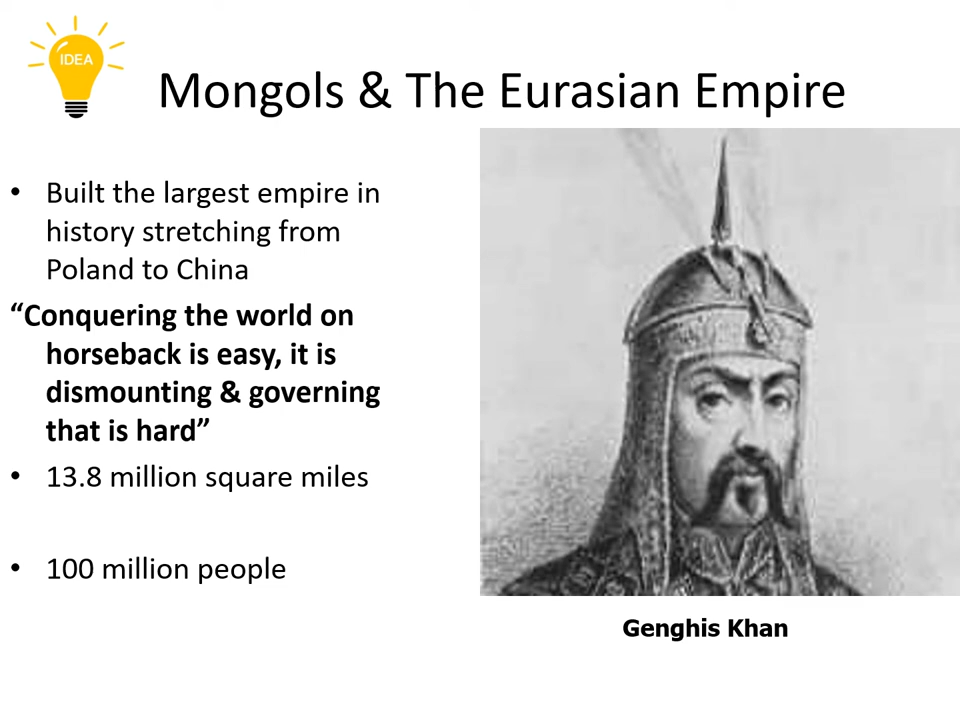 IDEA
Mongols & The Eurasian Empire
• Built the largest empire in
history stretching from
Poland to China
“Conquering the world on
horseback is easy, it is
dismounting & governing
that is hard”
• 13.8 million square miles
• 100 million people
Genghis Khan